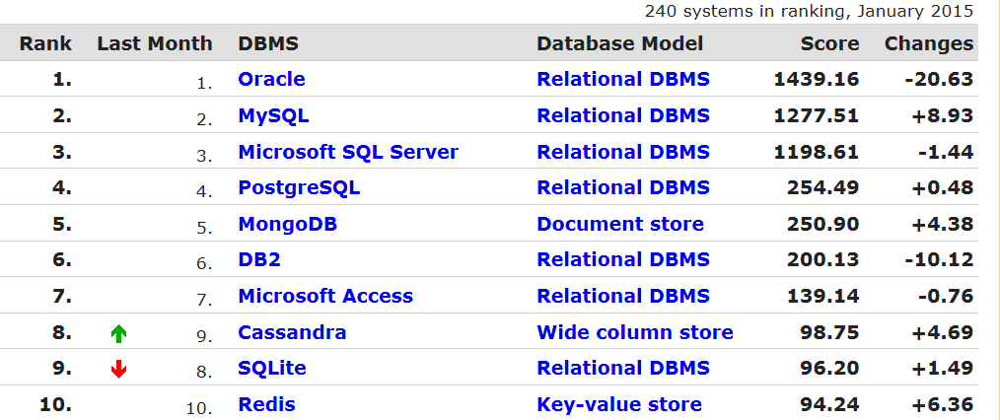 240 systems in ranking, January 2015
Rank Last Month DBMS Database Model Score Changes
1. 1. Oracle Relational DBMS 1439.16 -20.63
2. 2. MySQL Relational DBMS 1277.51 +8.93
3. 3. Microsoft SQL Server Relational DBMS 1198.61 -1.44
4. 4. PostgreSQL Relational DBMS 254.49 +0.48
5. 5. MongoDB Document store 250.90 +4.38
6. 6. DB2 Relational DBMS 200.13 -10.12
7. 7. Microsoft Access Relational DBMS 139.14 -0.76
8. 9. Cassandra Wide column store 98.75 +4.69
9. 8. SQLite Relational DBMS 96.20 +1.49
10. 10. Redis Key-value store 94.24 +6.36